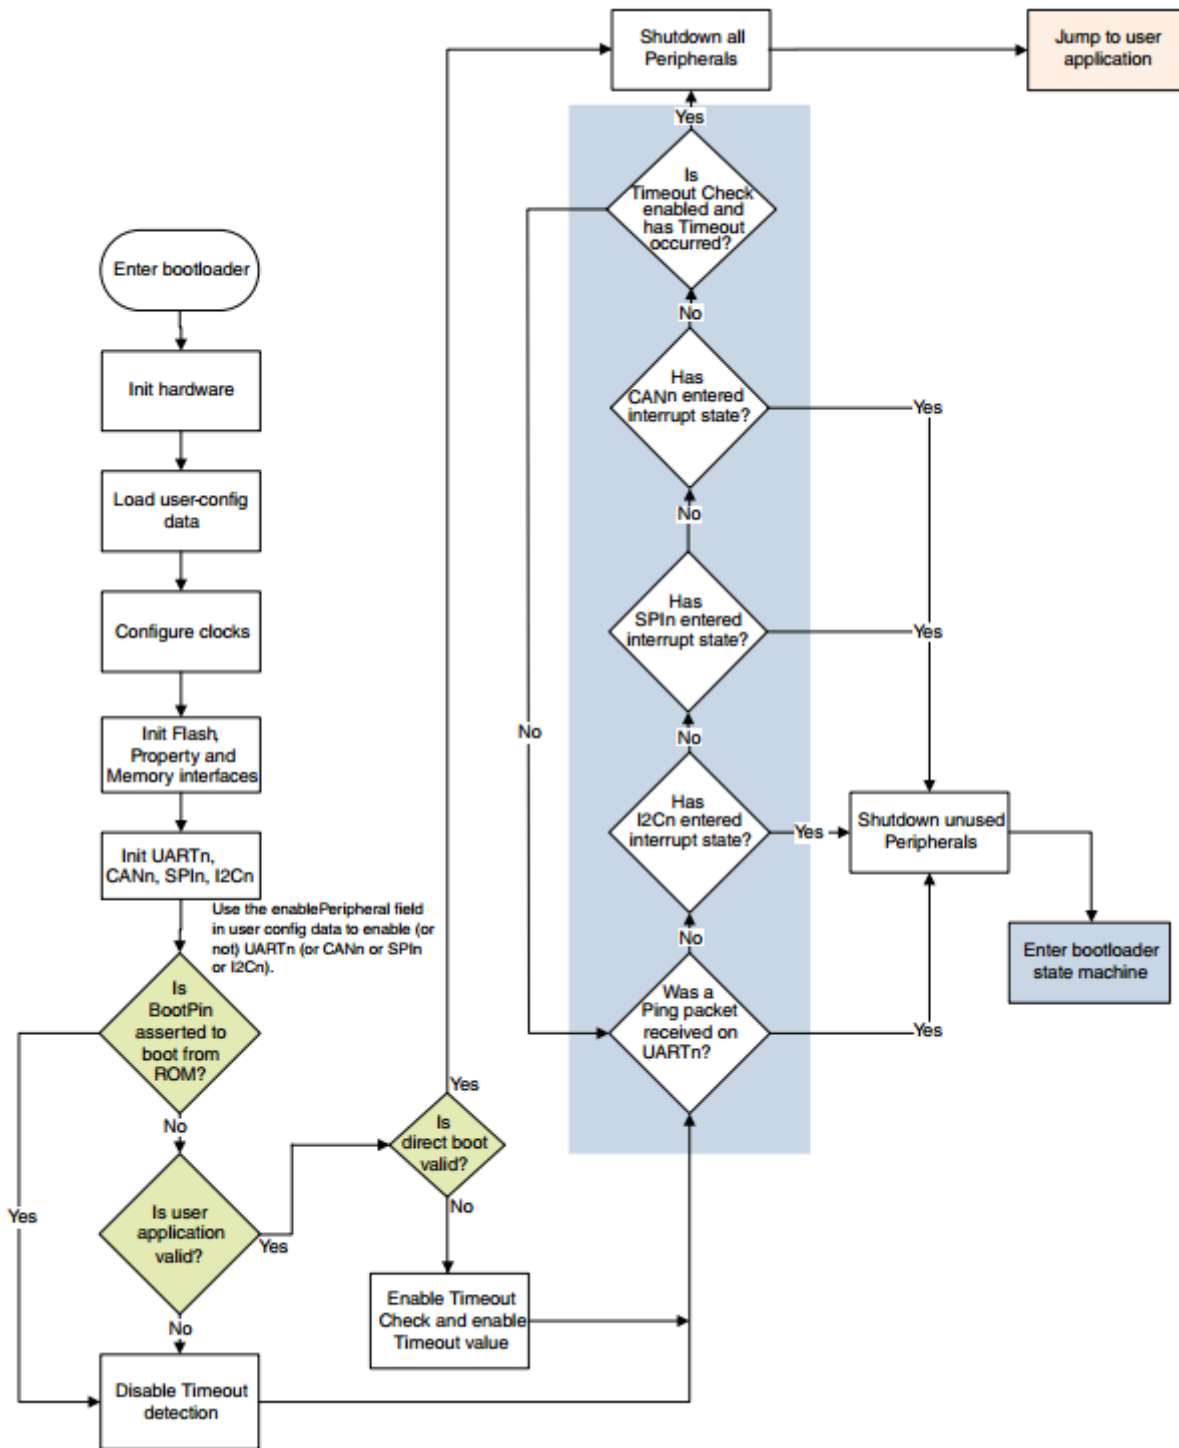 Enter bootloader
Init hardware
Load user-config
data
Configure clocks
Init Flash,
Property and
Memory interfaces
Init UARTn,
CANn, SPIn, I2Cn
Use the enablePeripheral field
in user config data to enable (or
not) UARTn (or CANn or SPIn
or I2Cn).
Is
BootPin
asserted to
boot from
ROM?
No
Yes
Is user
application
valid?
Yes
No
Disable Timeout
detection
Yes
Is
direct boot
valid?
No
Enable Timeout
Check and enable
Timeout value
Shutdown all
Peripherals
Jump to user
application
Yes
Is
Timeout Check
enabled and
has Timeout
occurred?
No
No
Has
CANn entered
interrupt state?
Yes
No
Has
SPIn entered
interrupt state?
Yes
No
Has
I2Cn entered
interrupt state?
Yes
No
Was a
Ping packet
received on
UARTn?
Yes
Shutdown unused
Peripherals
Enter bootloader
state machine